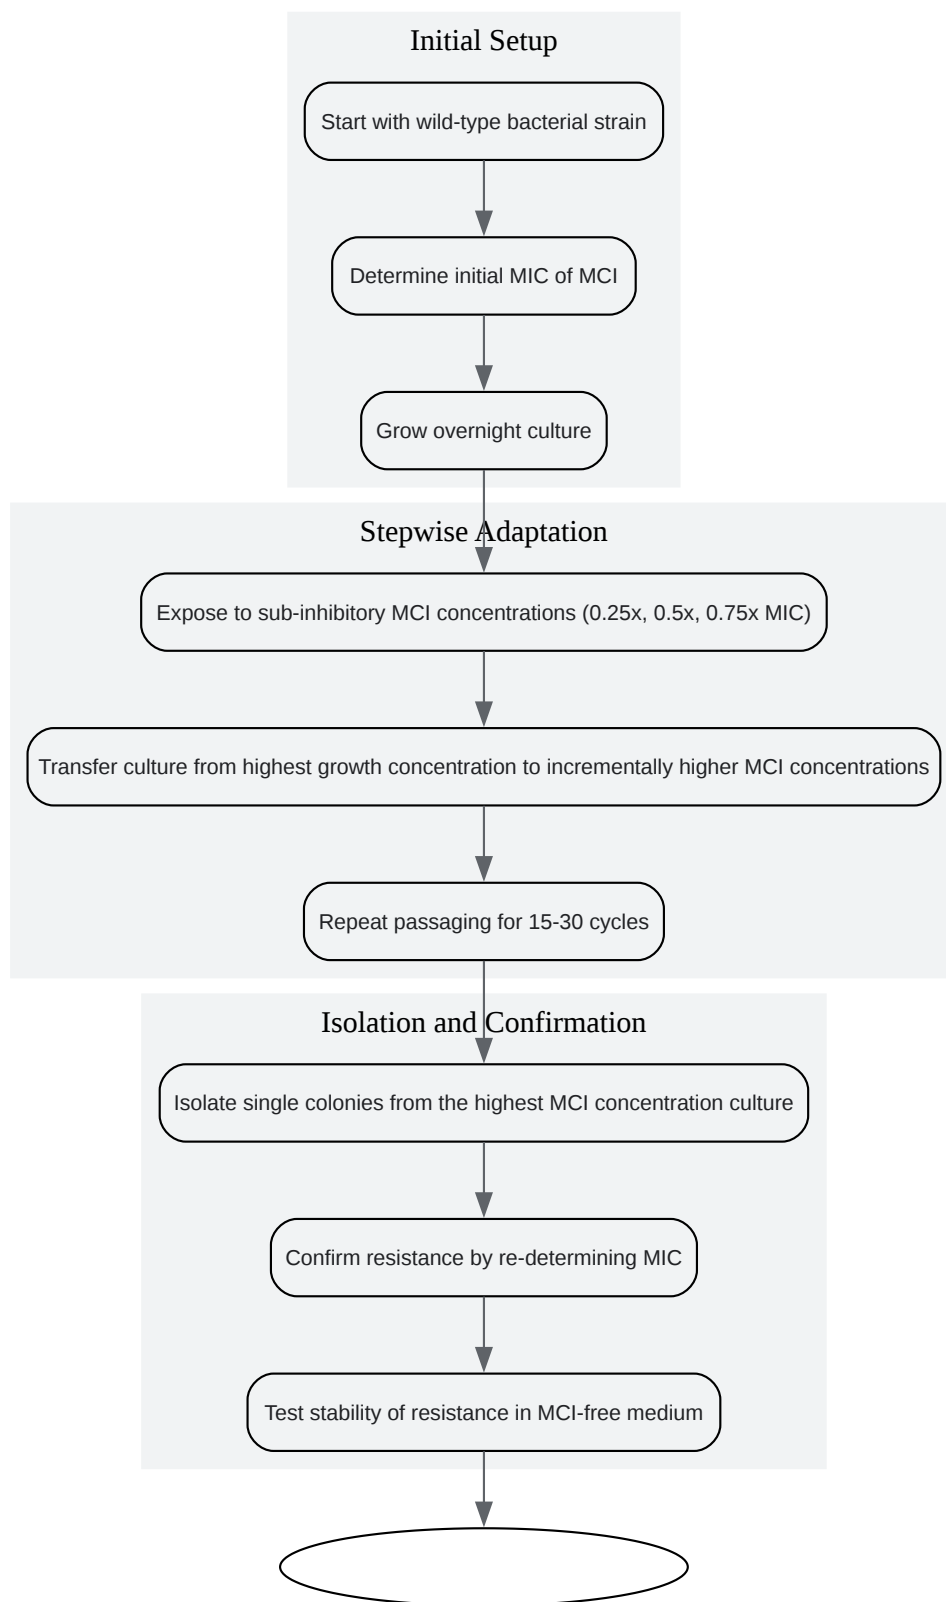 Initial Setup
Start with wild-type bacterial strain
Determine initial MIC of MCI
Grow overnight culture
Stepwise Adaptation
Expose to sub-inhibitory MCI concentrations (0.25x, 0.5x, 0.75x MIC)
Transfer culture from highest growth concentration to incrementally higher MCI concentrations
Repeat passaging for 15-30 cycles
Isolation and Confirmation
Isolate single colonies from the highest MCI concentration culture
Confirm resistance by re-determining MIC
Test stability of resistance in MCI-free medium